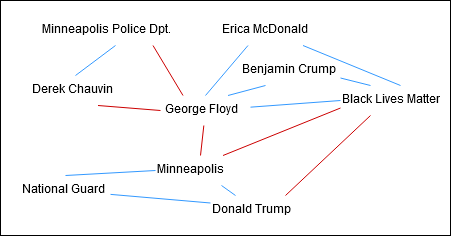 Minneapolis Police Dpt.
Erica McDonald
Benjamin Crump
Derek Chauvin
Black Lives Matter
George Floyd
Minneapolis
National Guard
Donald Trump